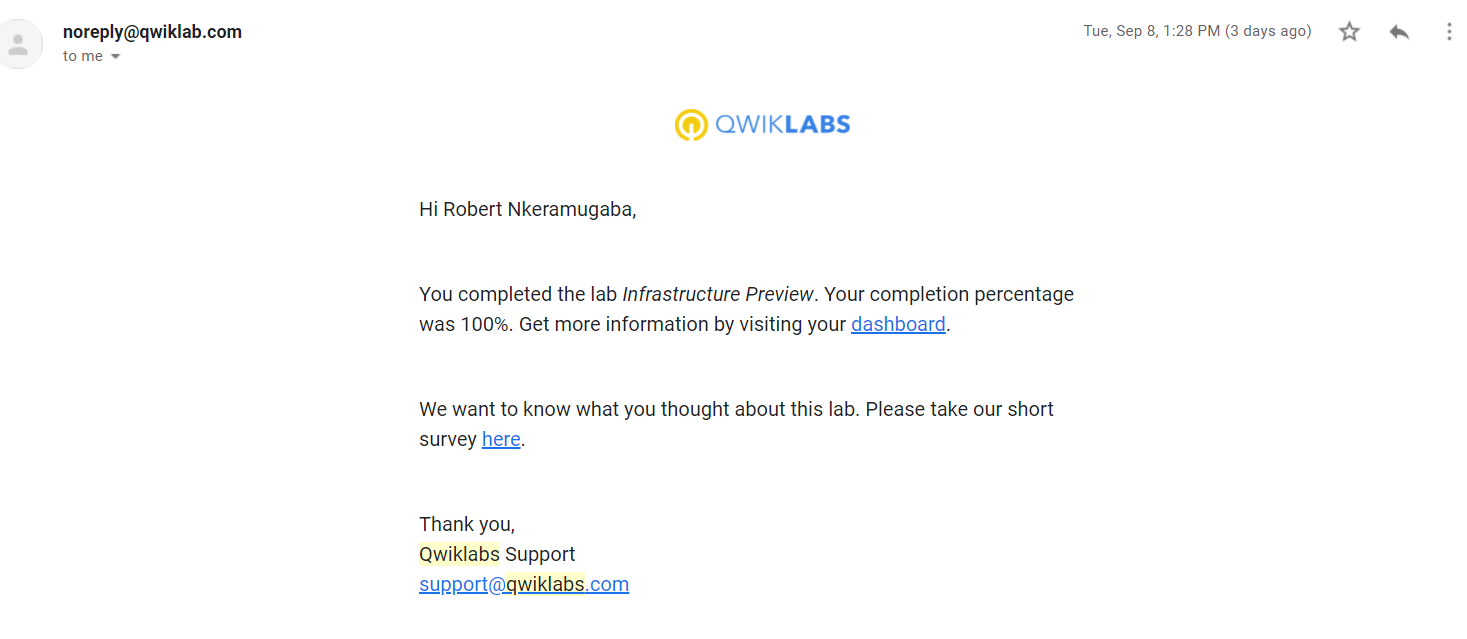 noreply@qwiklab.com
Tue, Sep 8, 1:28 PM (3 days ago)
to me
QWIKLABS
Hi Robert Nkeramugaba,
You completed the lab Infrastructure Preview. Your completion percentage
was 100%. Get more information by visiting your dashboard.
We want to know what you thought about this lab. Please take our short
survey here.
Thank you,
Qwiklabs Support
support@qwiklabs.com